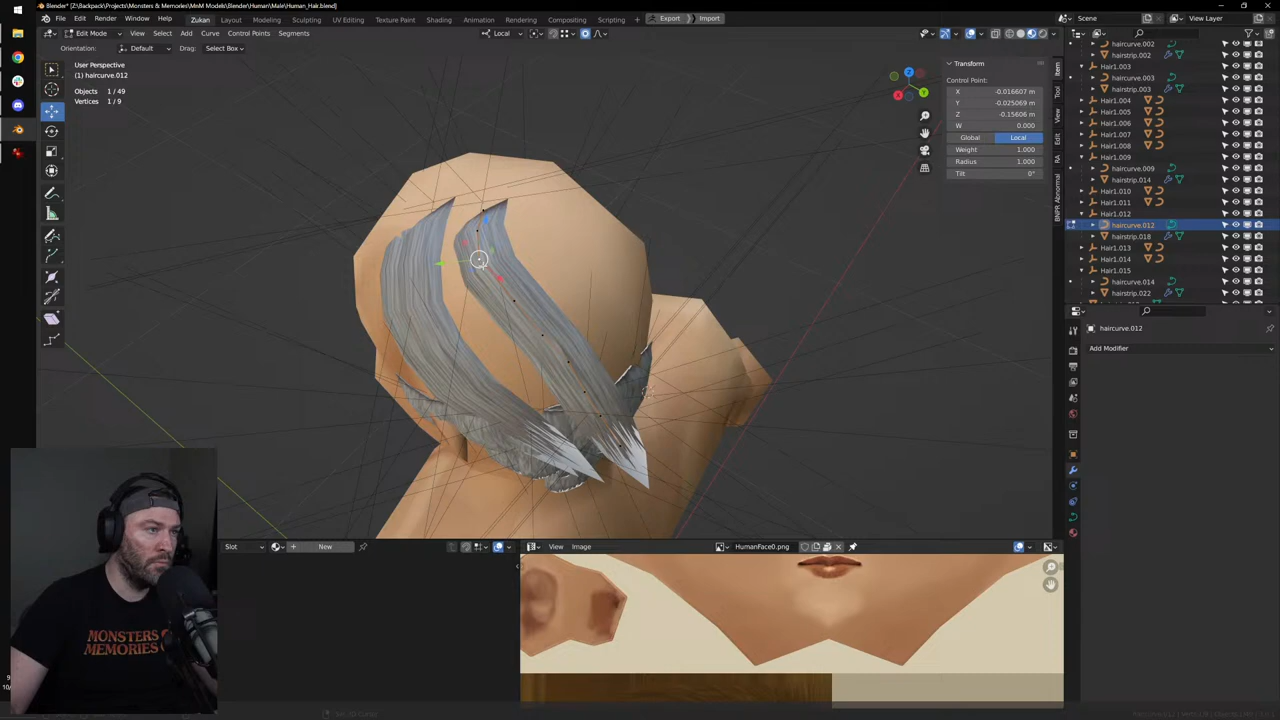 Blender* [Z:\Backpack\Projects\Monsters & Memories\MnM Models\Blender\Human\Male\Human_Hair.blend]
File Edit Render Window Help Zukan Layout Modeling Sculpting UV Editing Texture Paint Shading Animation Rendering Compositing Scripting Export Import Scene View Layer
Edit Mode View Select Add Curve Control Points Segments Local
Orientation: Default Drag: Select Box
User Perspective
(1) haircurve.012
Objects 1 / 49
Vertices 1 / 9
Z
Y
X
Transform
Control Point:
X -0.016607 m
Y -0.025069 m
Z -0.15606 m
W 0.000
Global Local
Weight 1.000
Radius 1.000
Tilt 0°
Item
Tool
View
Edit
RA
BNPR Abnormal
haircurve.002
hairstrip.002
Hair1.003
haircurve.003
hairstrip.003
Hair1.004
Hair1.005
Hair1.006
Hair1.007
Hair1.008
Hair1.009
haircurve.009
hairstrip.014
Hair1.010
Hair1.011
Hair1.012
haircurve.012
hairstrip.018
Hair1.013
Hair1.014
Hair1.015
haircurve.014
hairstrip.022
haircurve.012
Add Modifier
Slot New
View Image HumanFace0.png
MONSTERS
MEMORIES